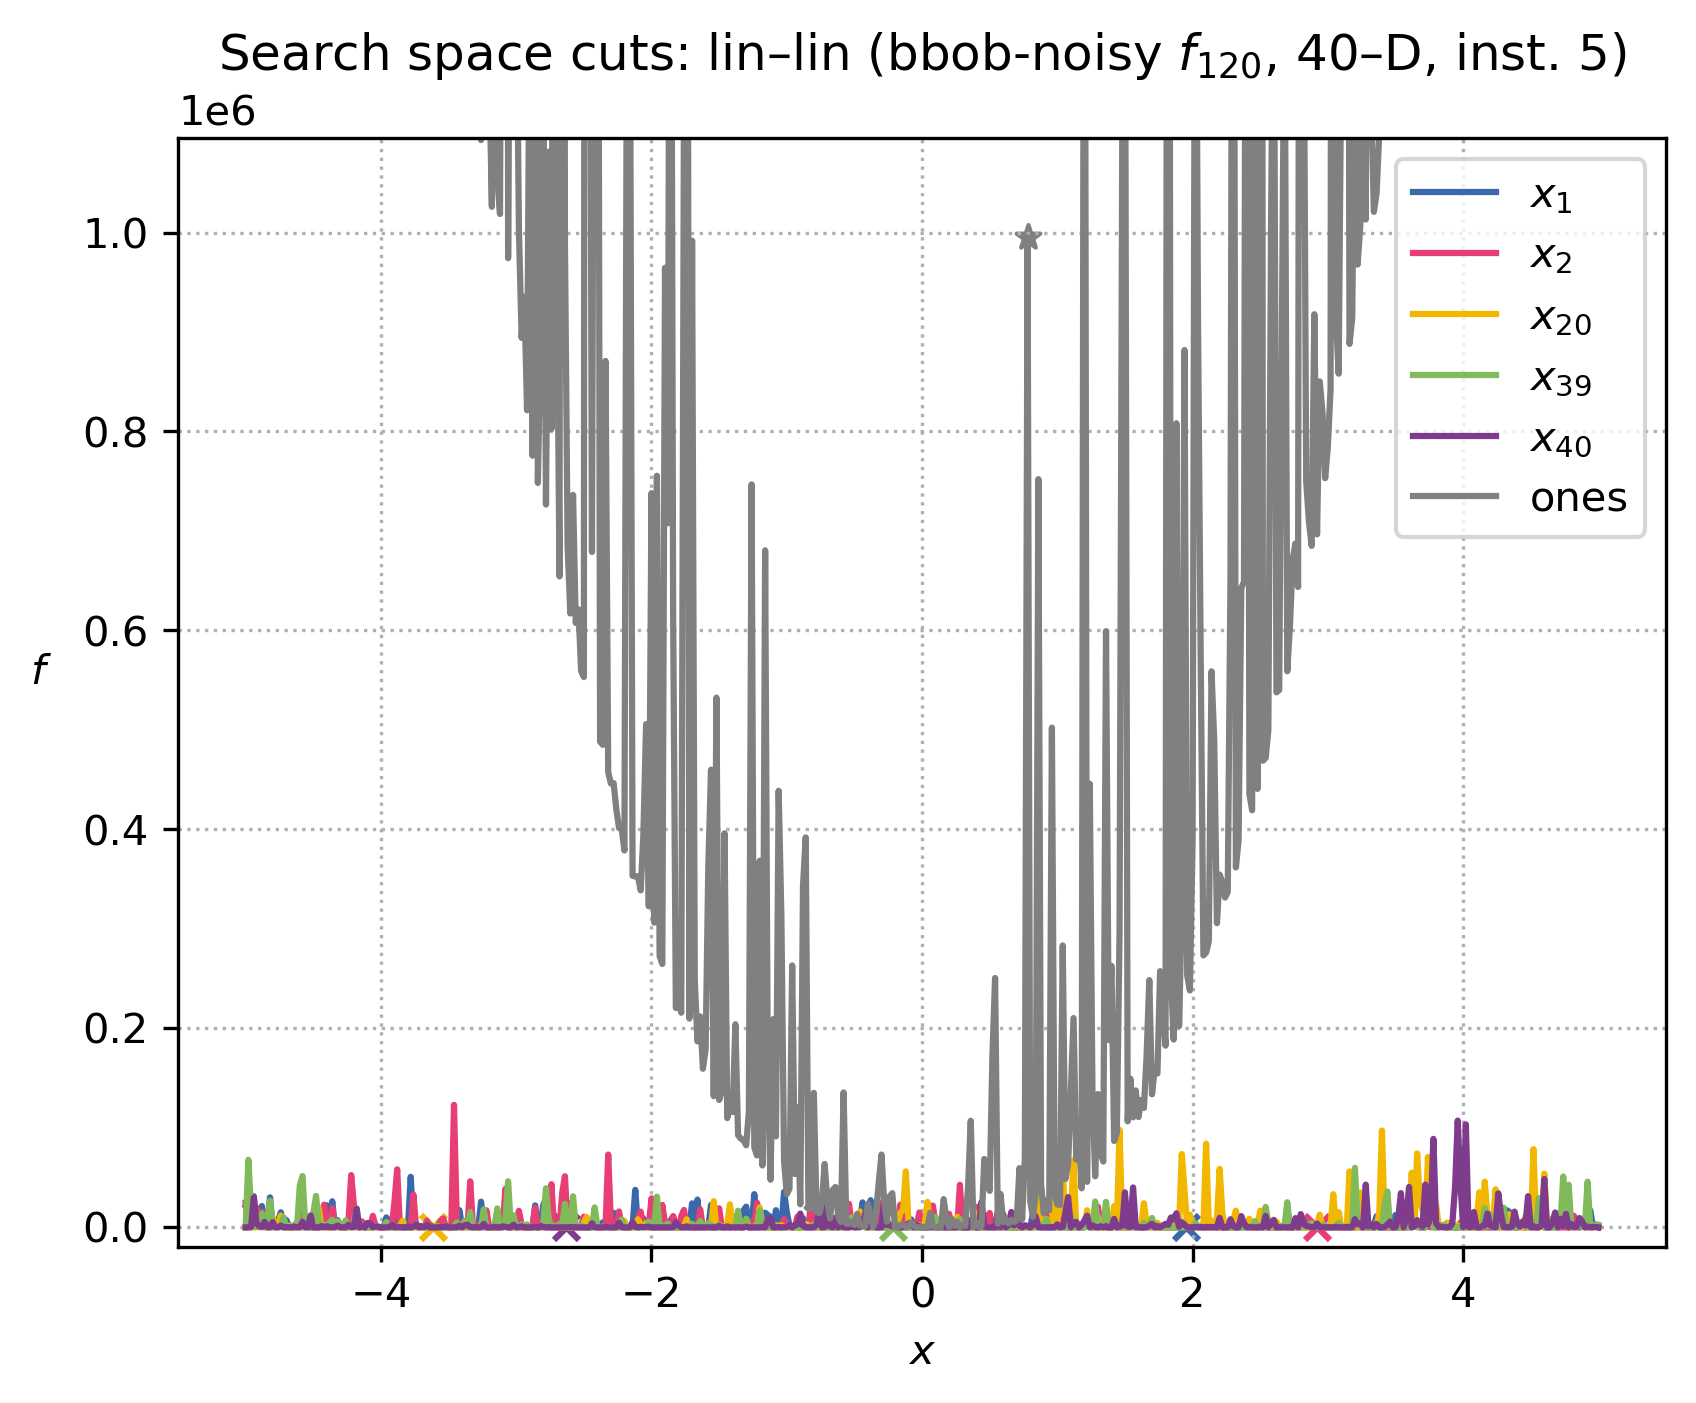 Search space cuts: lin–lin (bbob-noisy f₁₂₀, 40–D, inst. 5)
1e6
1.0
0.8
0.6
0.4
0.2
0.0
f
−4
−2
0
2
4
x
x₁
x₂
x₂₀
x₃₉
x₄₀
ones